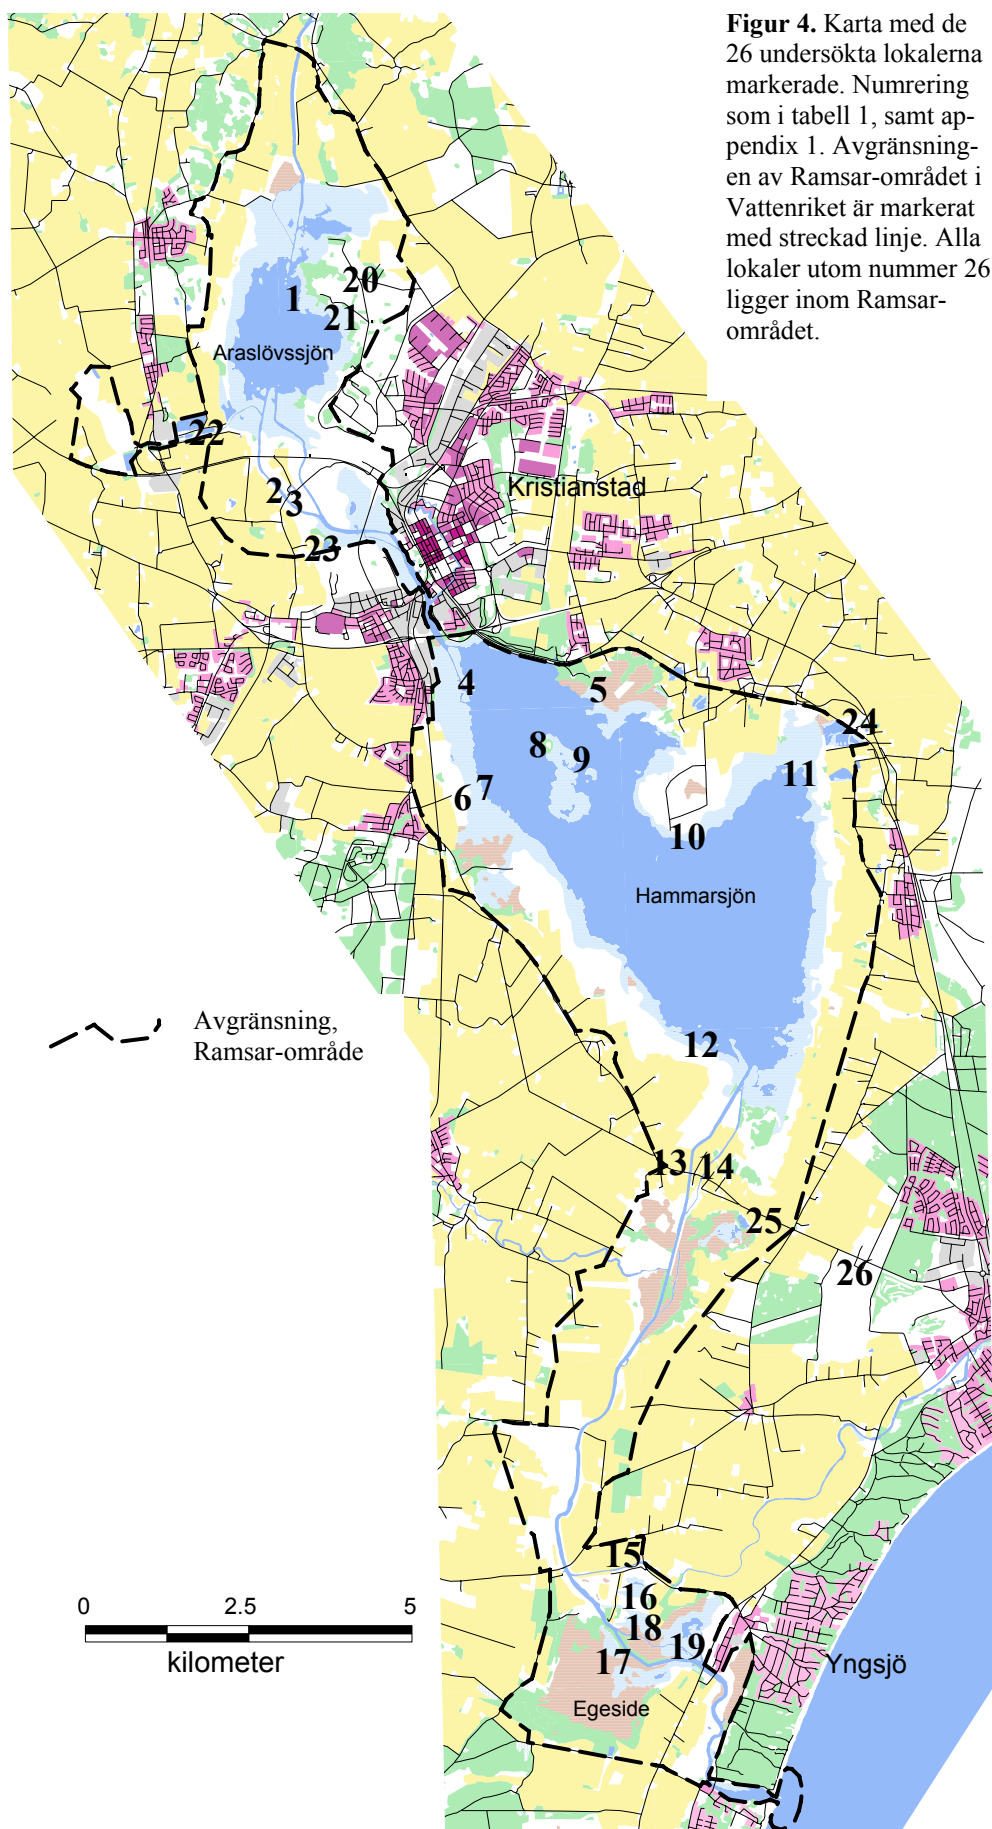 Figur 4. Karta med de
26 undersökta lokalerna
markerade. Numrering
som i tabell 1, samt ap-
pendix 1. Avgränsning-
en av Ramsar-området i
Vattenriket är markerat
med streckad linje. Alla
lokaler utom nummer 26
ligger inom Ramsar-
området.
20
1
21
Araslövssjön
22
2
3
Kristianstad
23
4
5
8
9
24
11
7
6
10
Hammarsjön
Avgränsning,
Ramsar-område
12
13
14
25
26
15
16
18
19
17
Yngsjö
Egeside
0 2.5 5
kilometer